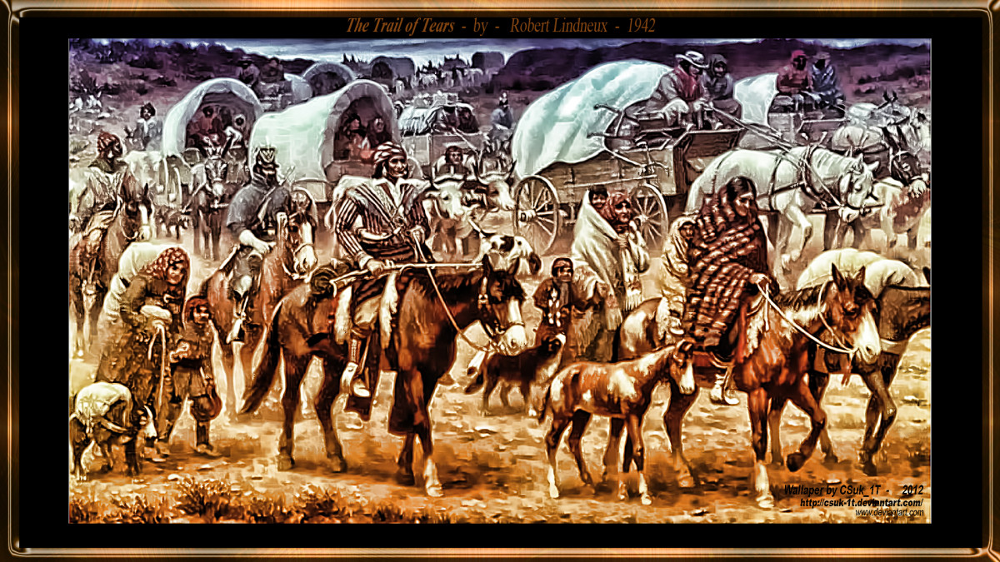 The Trail of Tears - by - Robert Lindneux - 1942
Wallaper by CSuk_1T - 2012
http://csuk-1t.deviantart.com/
www.deviantart.com